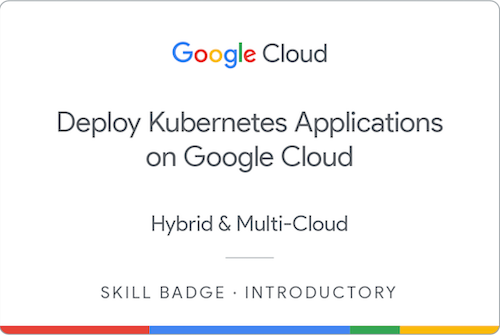 Google Cloud
Deploy Kubernetes Applications
on Google Cloud
Hybrid & Multi-Cloud
SKILL BADGE · INTRODUCTORY